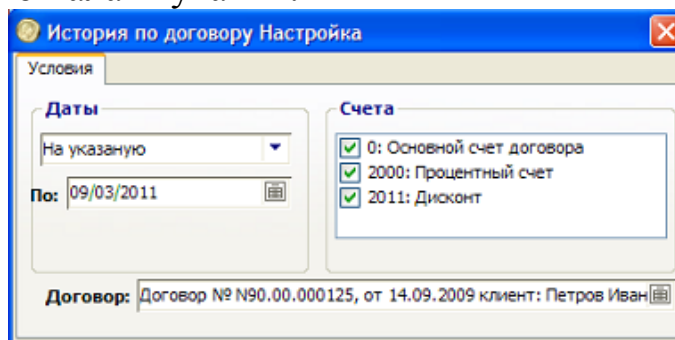 История по договору Настройка
Условия
Даты
Счета
На указаную
0: Основной счет договора
2000: Процентный счет
2011: Дисконт
По: 09/03/2011
Договор: Договор № N90.00.000125, от 14.09.2009 клиент: Петров Иван